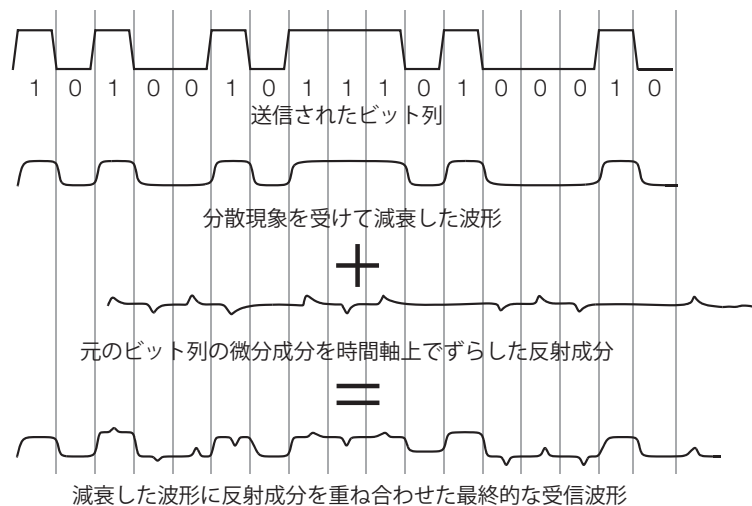 1 0 1 0 0 1 0 1 1 1 0 1 0 0 0 1 0
送信されたビット列
分散現象を受けて減衰した波形
+
元のビット列の微分成分を時間軸上でずらした反射成分
=
減衰した波形に反射成分を重ね合わせた最終的な受信波形